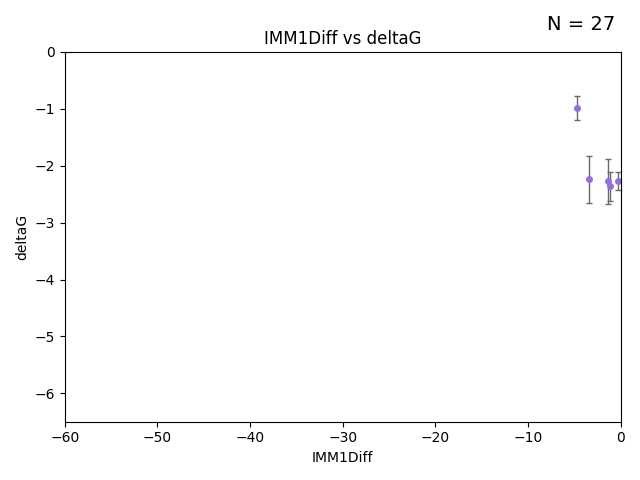 N = 27
IMM1Diff vs deltaG
0
−1
−2
−3
−4
−5
−6
deltaG
−60 −50 −40 −30 −20 −10 0
IMM1Diff